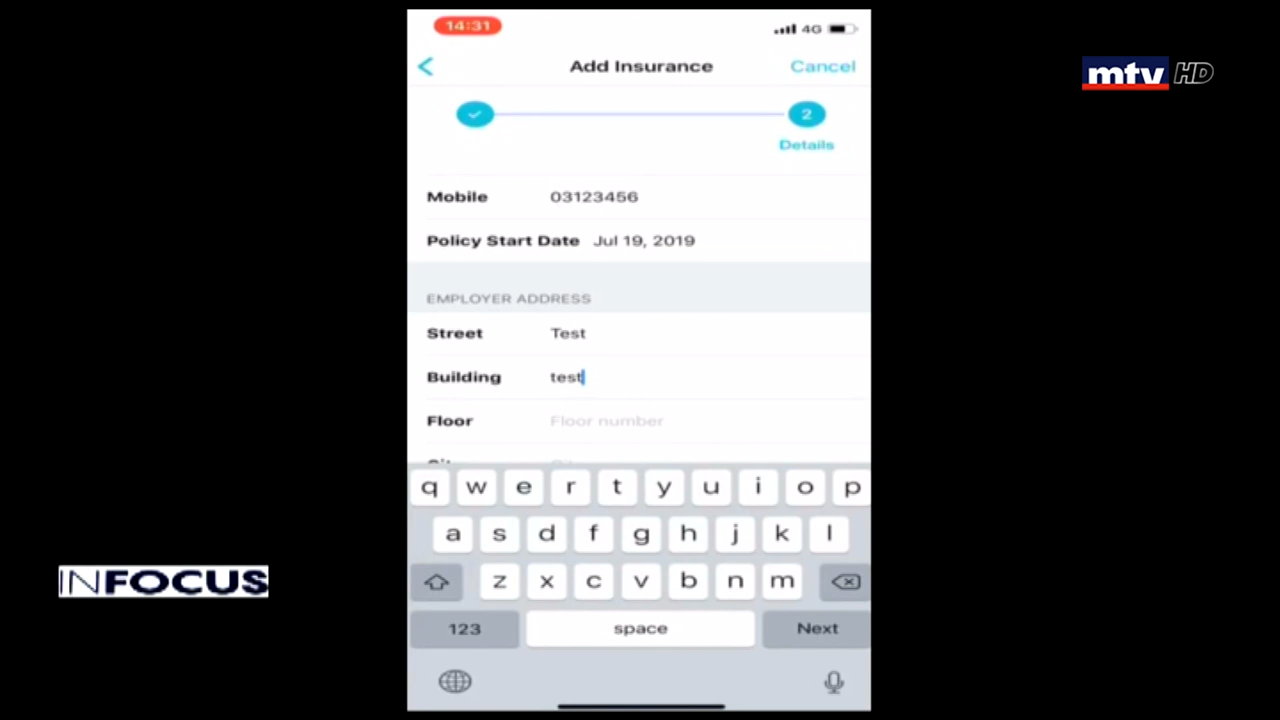 14:31
4G
Add Insurance
Cancel
mtv HD
2
Details
Mobile 03123456
Policy Start Date Jul 19, 2019
EMPLOYER ADDRESS
Street Test
Building test
Floor Floor number
q w e r t y u i o p
a s d f g h j k l
z x c v b n m
INFOCUS
123 space Next